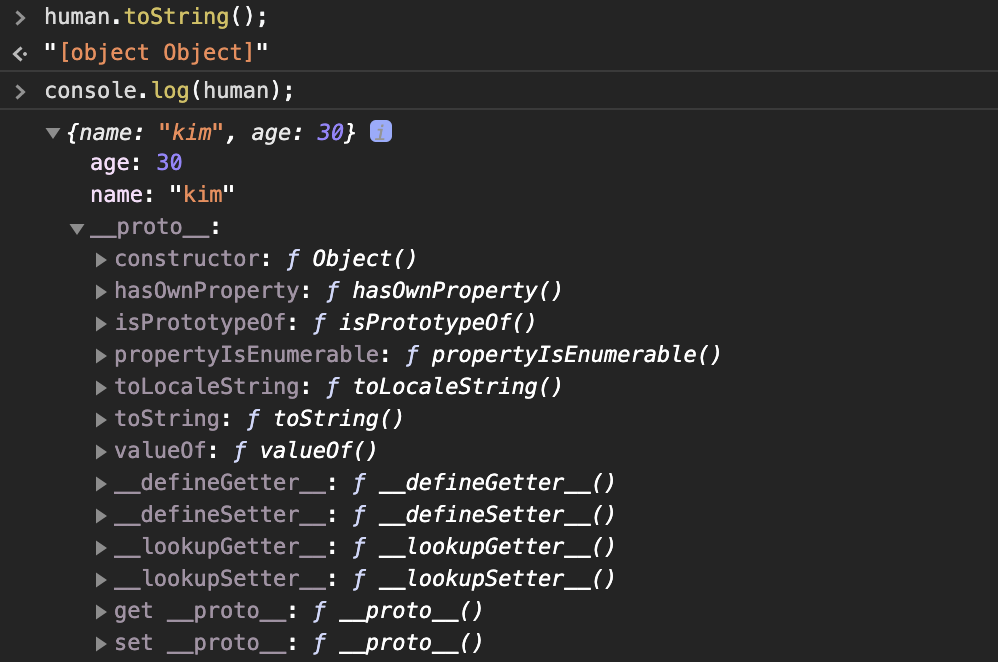 > human.toString();
"[object Object]"
> console.log(human);
{name: "kim", age: 30} i
age: 30
name: "kim"
__proto__:
constructor: ƒ Object()
hasOwnProperty: ƒ hasOwnProperty()
isPrototypeOf: ƒ isPrototypeOf()
propertyIsEnumerable: ƒ propertyIsEnumerable()
toLocaleString: ƒ toLocaleString()
toString: ƒ toString()
valueOf: ƒ valueOf()
__defineGetter__: ƒ __defineGetter__()
__defineSetter__: ƒ __defineSetter__()
__lookupGetter__: ƒ __lookupGetter__()
__lookupSetter__: ƒ __lookupSetter__()
get __proto__: ƒ __proto__()
set __proto__: ƒ __proto__()